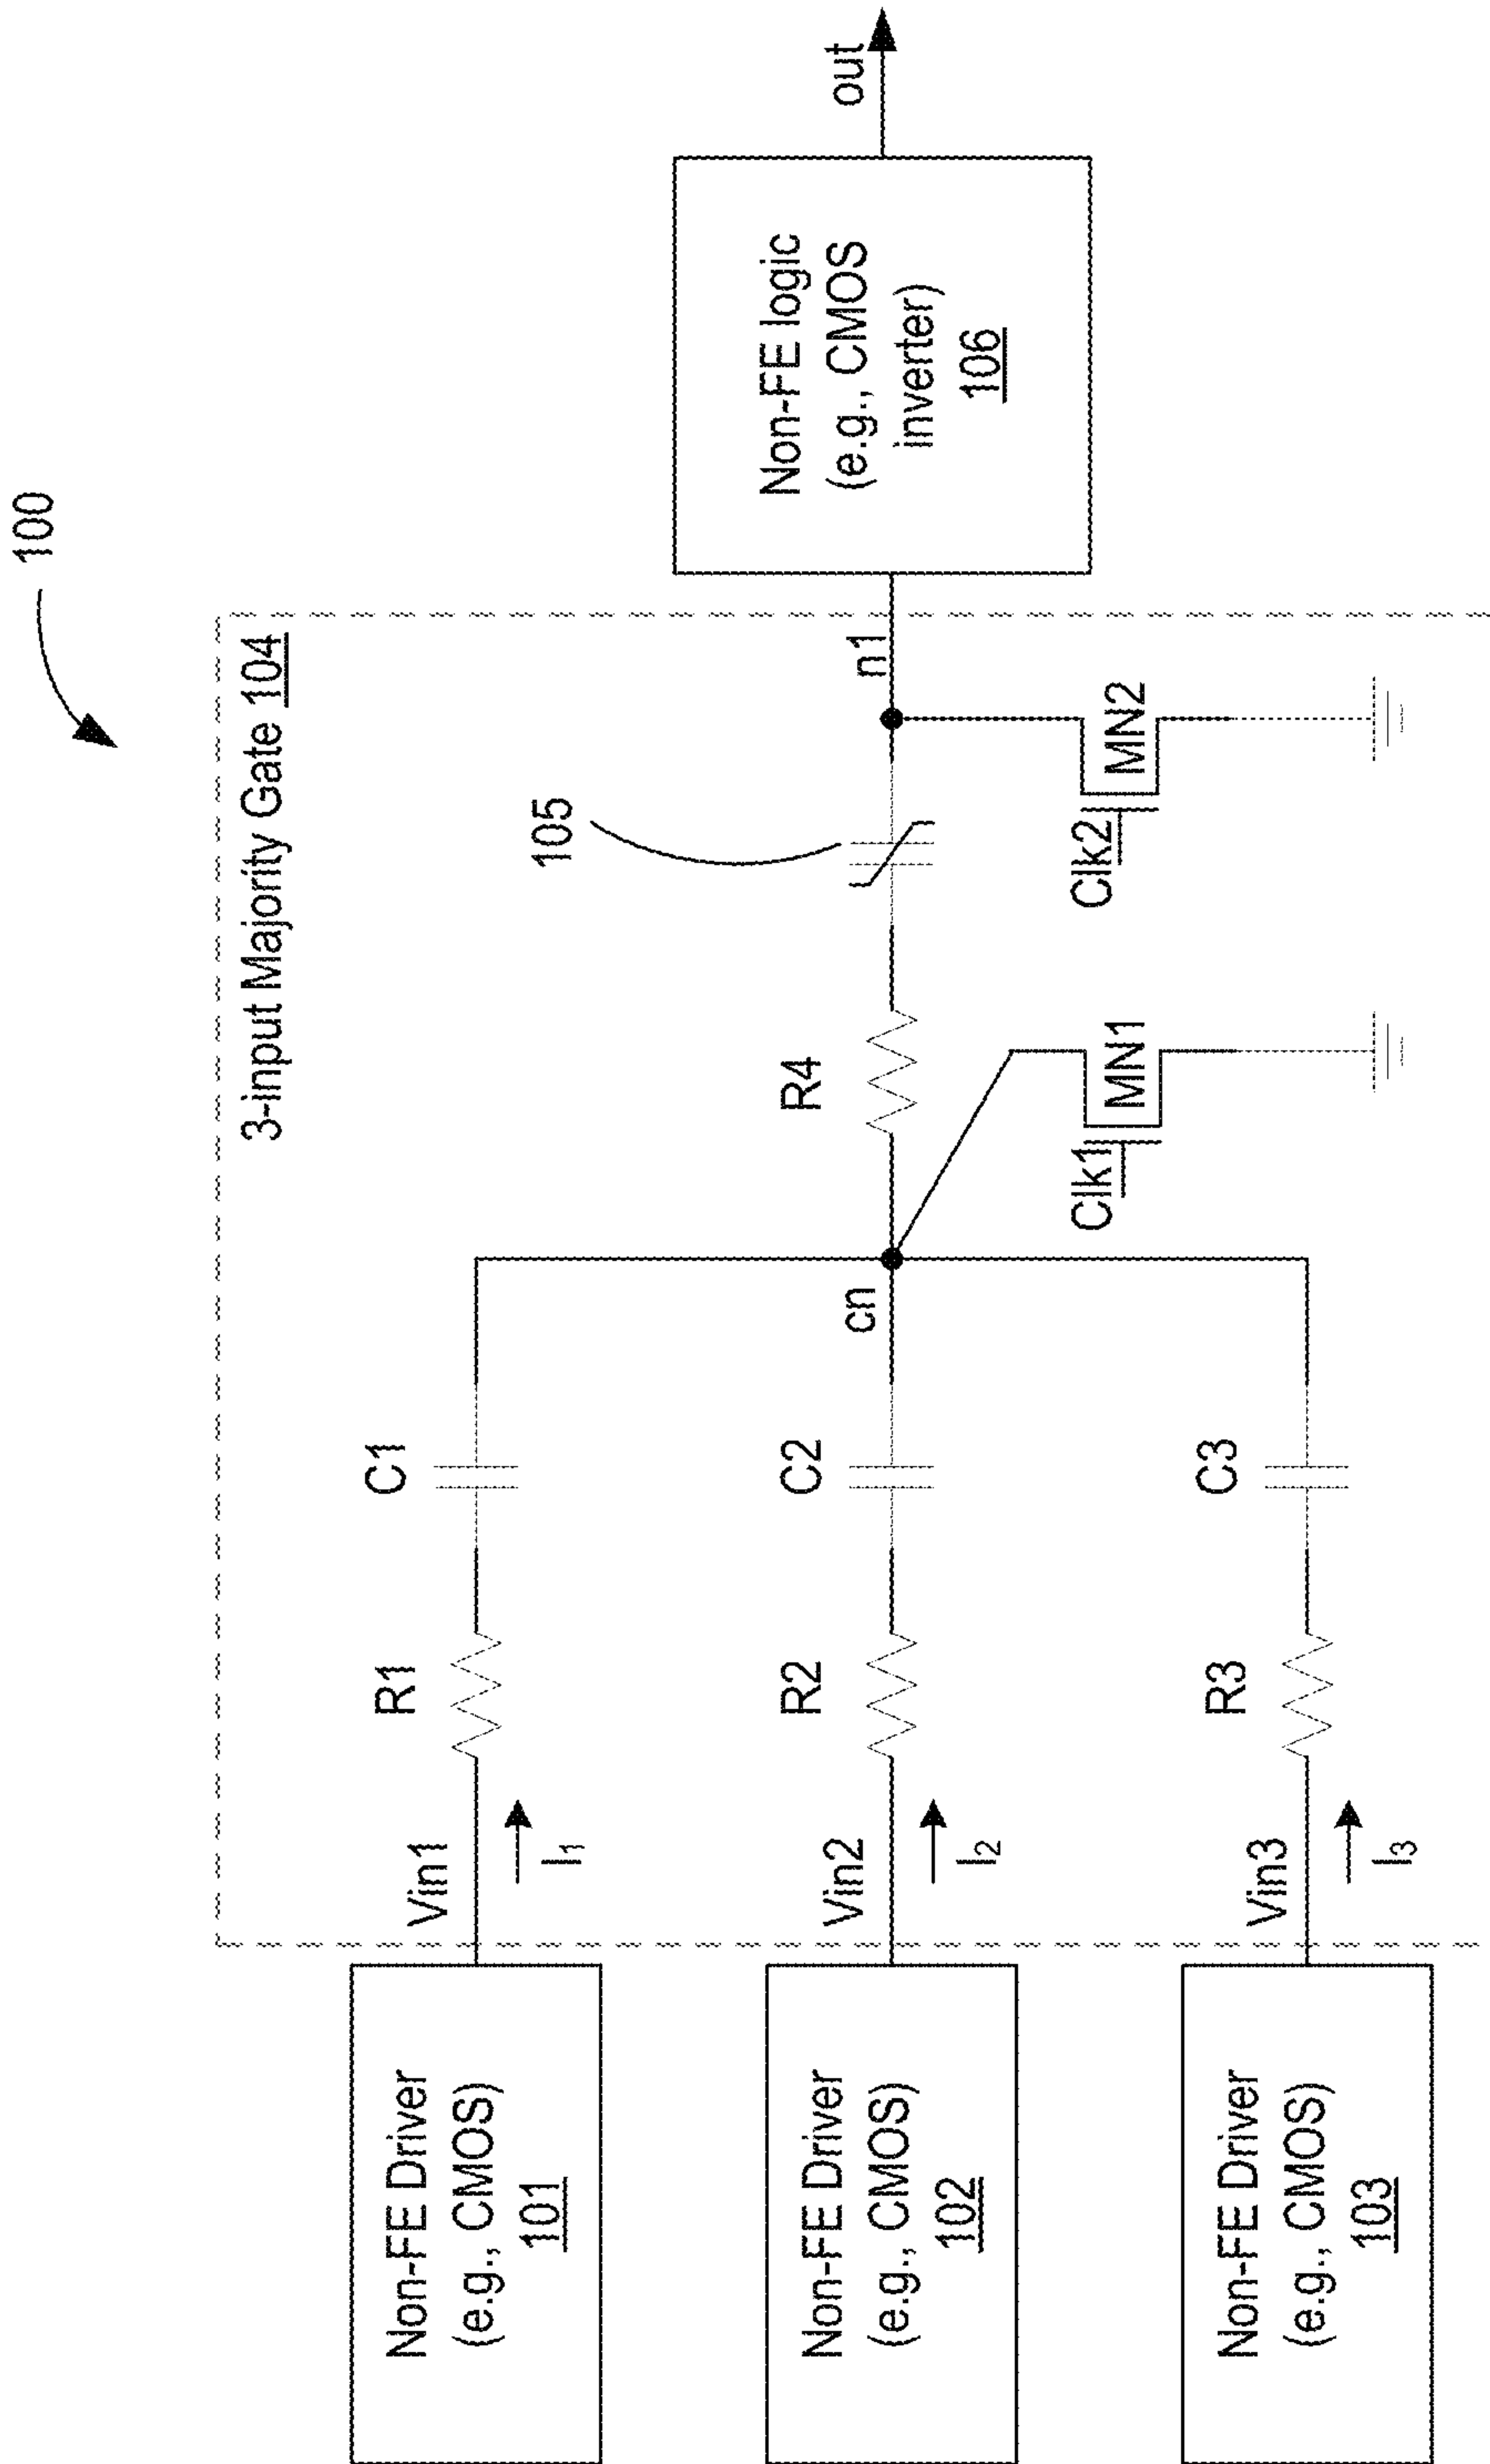 100
3-input Majority Gate 104
Non-FE Driver
(e.g., CMOS)
101
Vin1
I₁
R1
C1
Non-FE Driver
(e.g., CMOS)
102
Vin2
I₂
R2
C2
cn
R4
105
n1
Non-FE logic
(e.g., CMOS
inverter)
106
out
Non-FE Driver
(e.g., CMOS)
103
Vin3
I₃
R3
C3
Clk1
MN1
Clk2
MN2